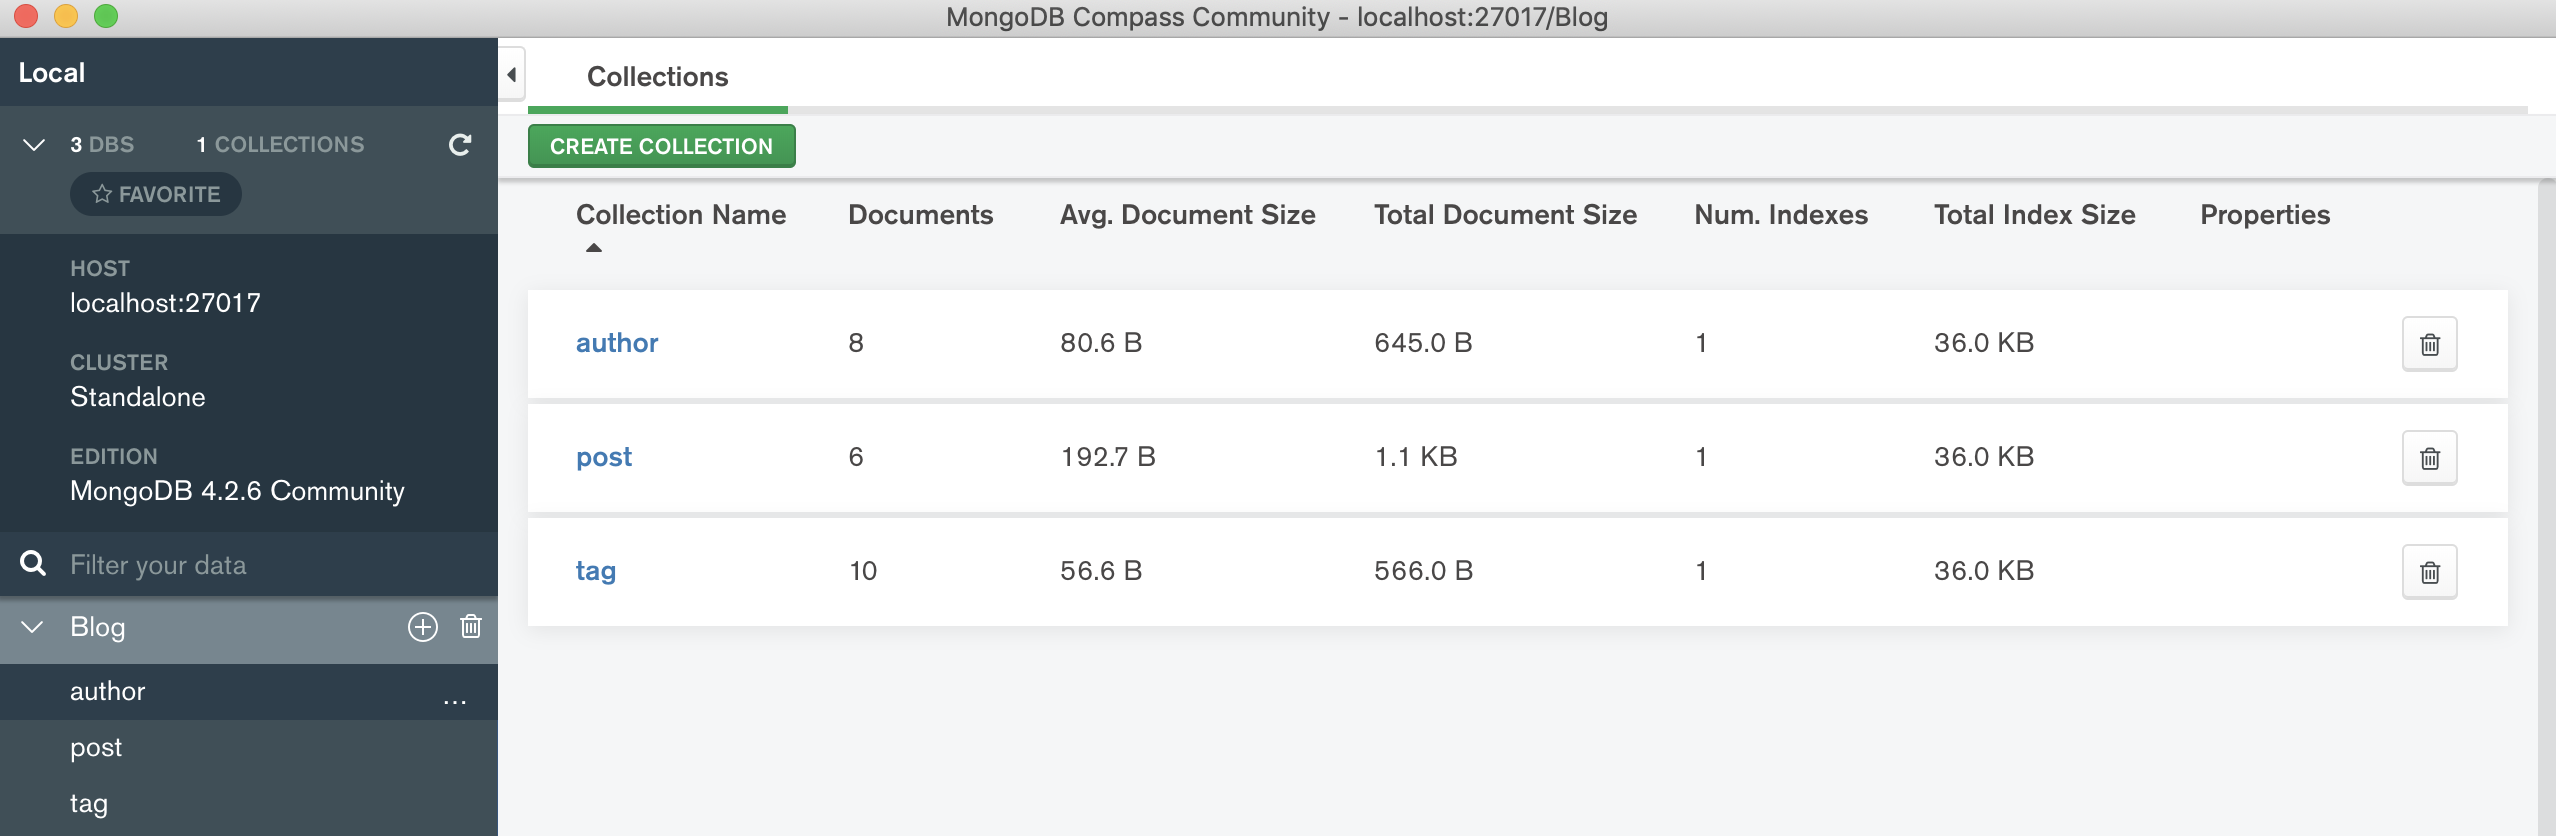 MongoDB Compass Community - localhost:27017/Blog
Local
3 DBS 1 COLLECTIONS
FAVORITE
HOST
localhost:27017
CLUSTER
Standalone
EDITION
MongoDB 4.2.6 Community
Filter your data
Blog
author ...
post
tag
Collections
CREATE COLLECTION
Collection Name Documents Avg. Document Size Total Document Size Num. Indexes Total Index Size Properties
author 8 80.6 B 645.0 B 1 36.0 KB
post 6 192.7 B 1.1 KB 1 36.0 KB
tag 10 56.6 B 566.0 B 1 36.0 KB